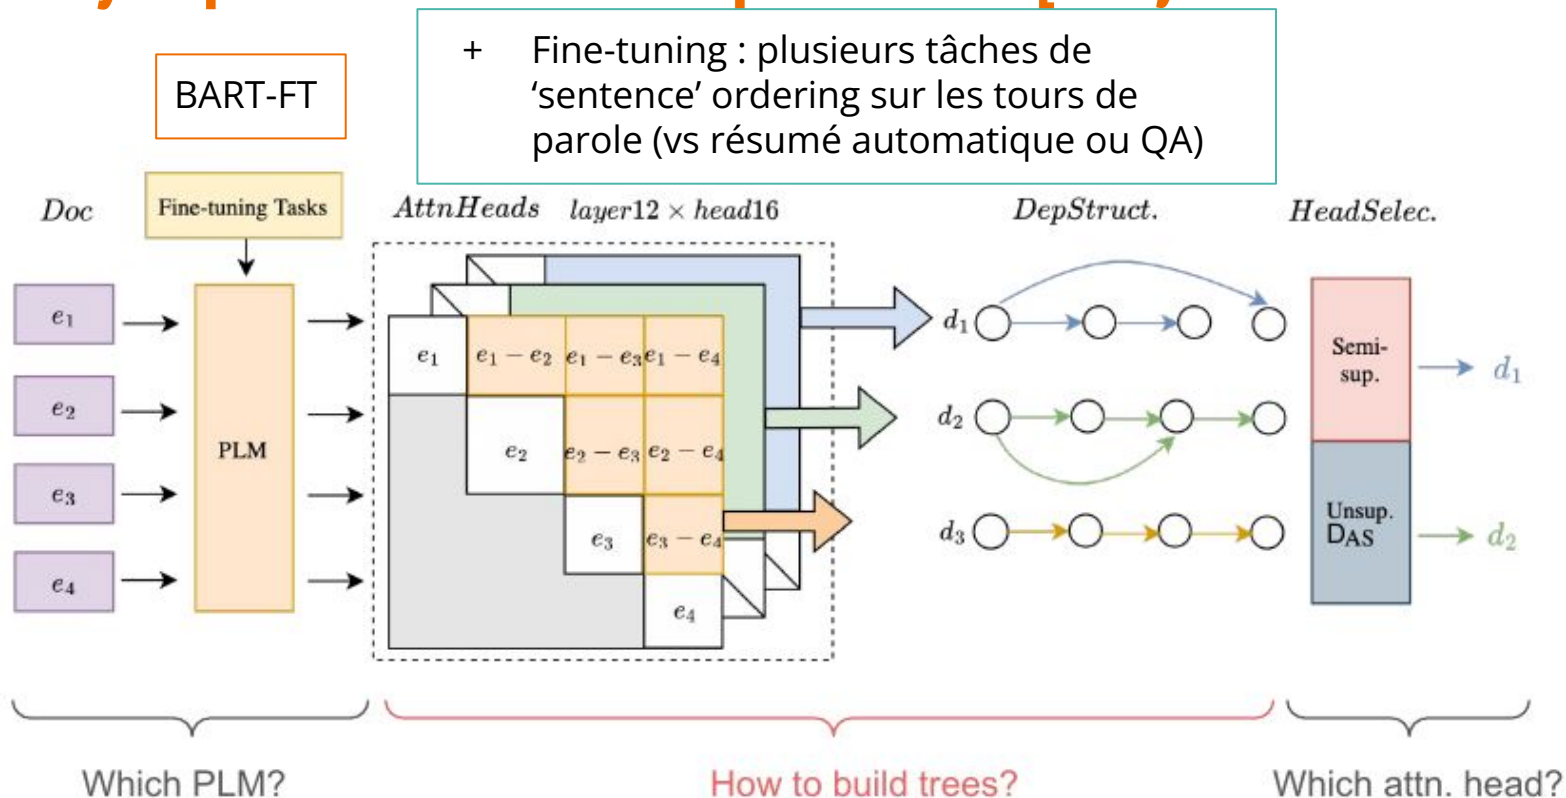 BART-FT
+ Fine-tuning : plusieurs tâches de
‘sentence’ ordering sur les tours de
parole (vs résumé automatique ou QA)
Doc
Fine-tuning Tasks
AttnHeads layer12 × head16
DepStruct.
HeadSelec.
e1
e2
e3
e4
PLM
e1 e1 − e2 e1 − e3 e1 − e4
e2 e2 − e3 e2 − e4
e3 e3 − e4
e4
d1
d2
d3
Semi-
sup.
d1
Unsup.
DAS
d2
Which PLM?
How to build trees?
Which attn. head?